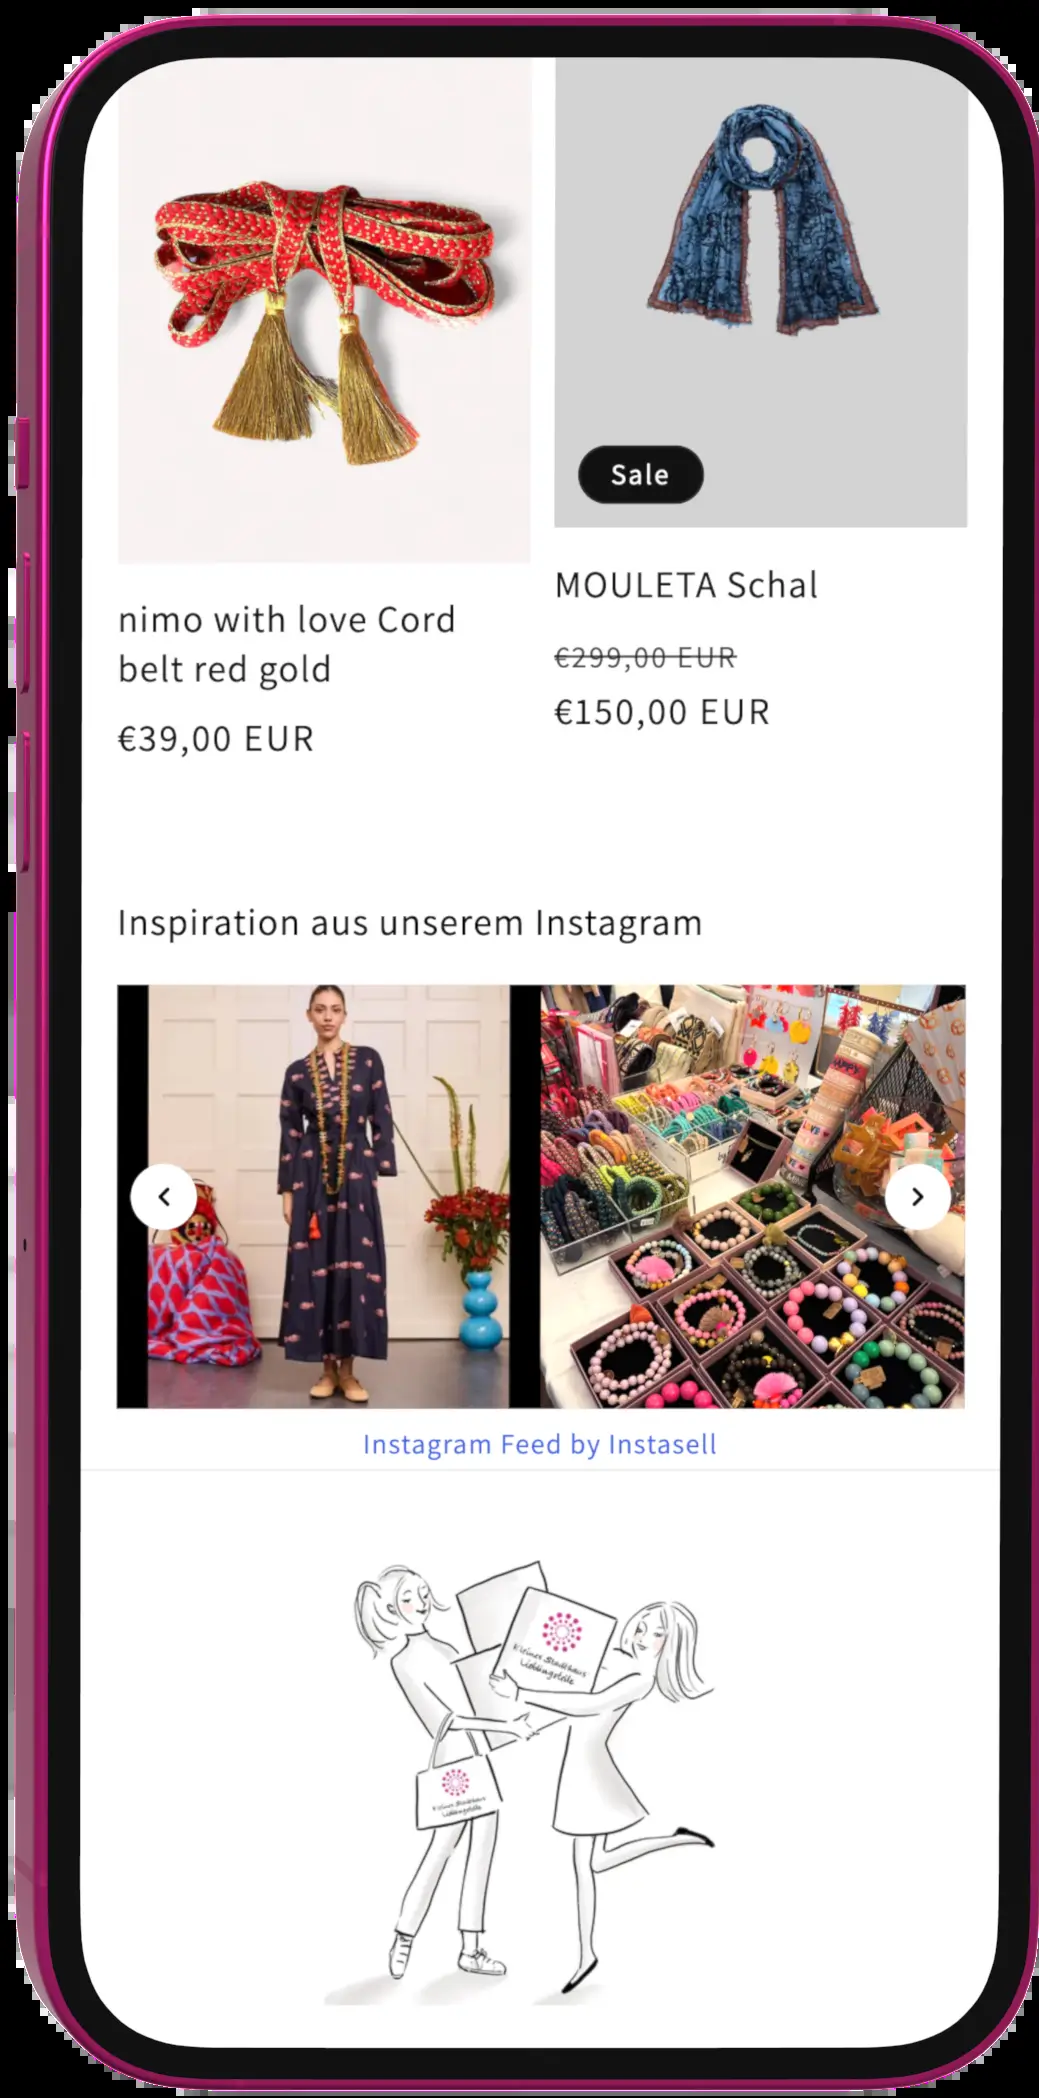 nimo with love Cord
belt red gold
€39,00 EUR
Sale
MOULETA Schal
€299,00 EUR
€150,00 EUR
Inspiration aus unserem Instagram
HAPPY
Instagram Feed by Instasell
Kleines Stadthaus
Lieblingsteile
Kleines Stadthaus
Lieblingsteile